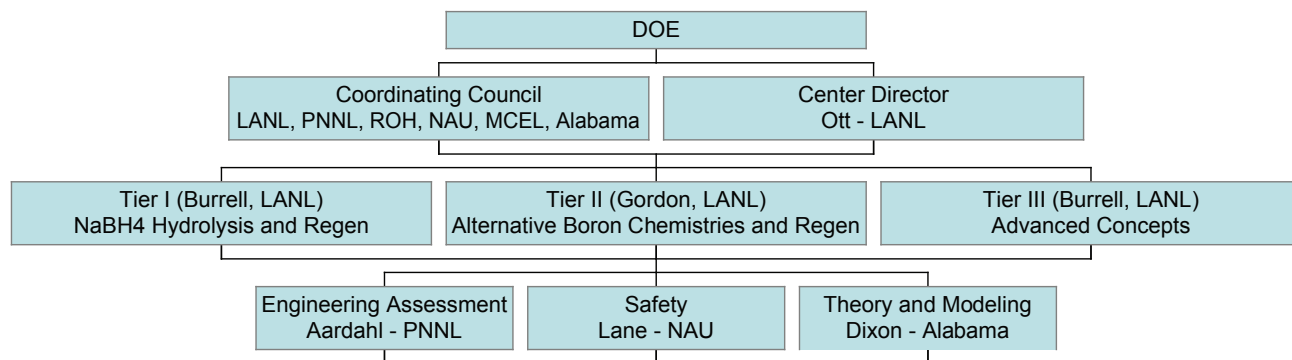 DOE
Coordinating Council
LANL, PNNL, ROH, NAU, MCEL, Alabama
Center Director
Ott - LANL
Tier I (Burrell, LANL)
NaBH4 Hydrolysis and Regen
Tier II (Gordon, LANL)
Alternative Boron Chemistries and Regen
Tier III (Burrell, LANL)
Advanced Concepts
Engineering Assessment
Aardahl - PNNL
Safety
Lane - NAU
Theory and Modeling
Dixon - Alabama